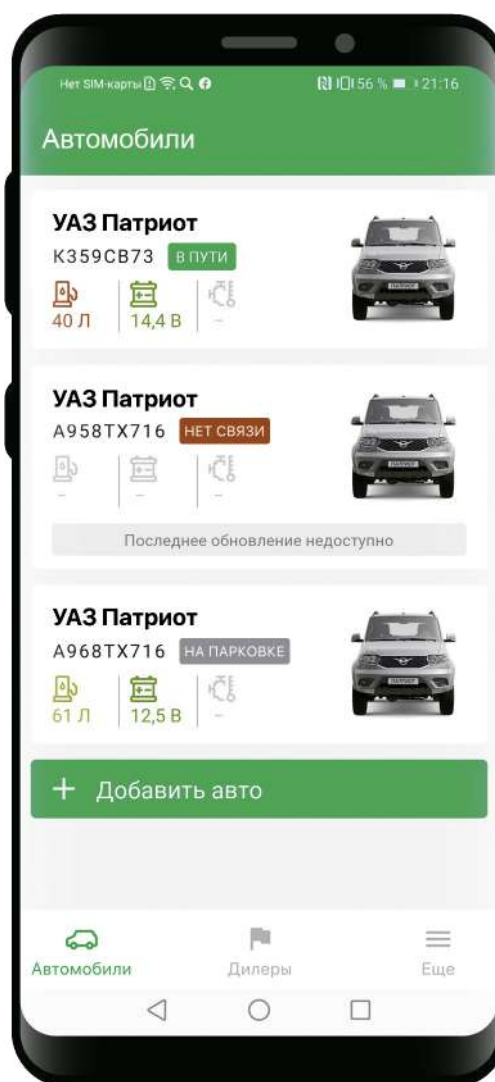 Нет SIM-карты 56 % 21:16
Автомобили
УАЗ Патриот
К359СВ73 В ПУТИ
40 Л 14,4 В –
УАЗ Патриот
А958ТХ716 НЕТ СВЯЗИ
– – –
Последнее обновление недоступно
УАЗ Патриот
А968ТХ716 НА ПАРКОВКЕ
61 Л 12,5 В –
+ Добавить авто
Автомобили Дилеры Еще